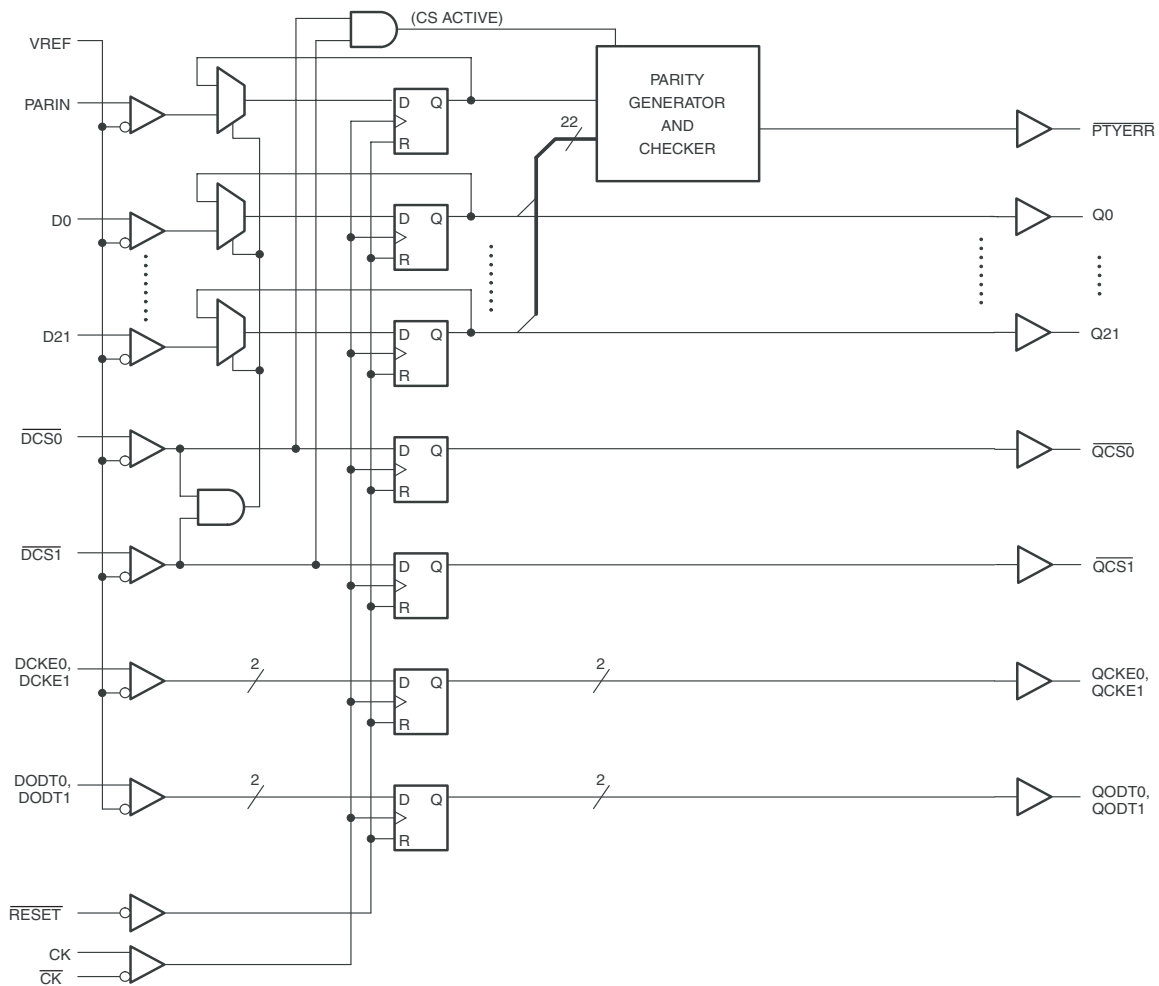 (CS ACTIVE)
VREF
PARIN
D Q
R
PARITY
GENERATOR
AND
CHECKER
22
PTYERR
D0
D Q
R
Q0
D21
D Q
R
Q21
DCS0
D Q
R
QCS0
DCS1
D Q
R
QCS1
DCKE0,
DCKE1
2
D Q
R
2
QCKE0,
QCKE1
DODT0,
DODT1
2
D Q
R
2
QODT0,
QODT1
RESET
CK
CK